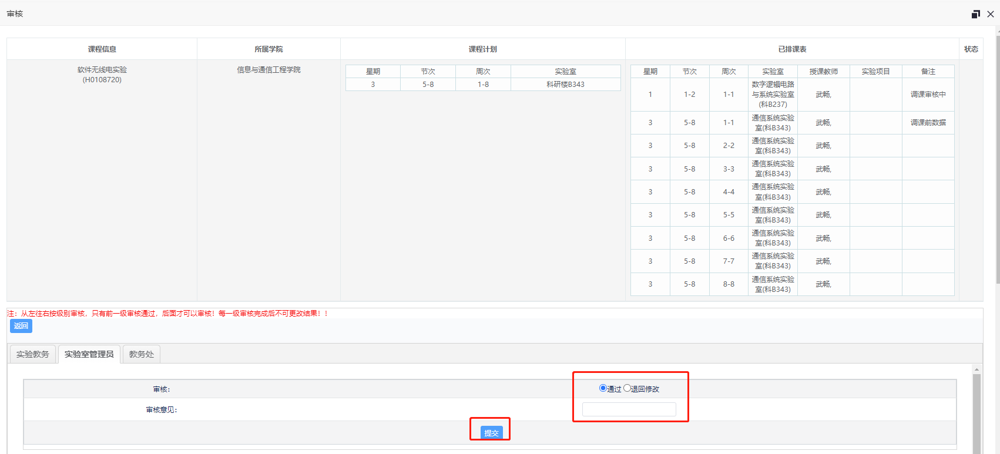 审核
课程信息 所属学院 课程计划 已排课表 状态
软件无线电实验
(H0108720)
信息与通信工程学院
星期 节次 周次 实验室
3 5-8 1-8 科研楼B343
星期 节次 周次 实验室 授课教师 实验项目 备注
1 1-2 1-1 数字逻辑电路
与系统实验室
(科B237)
武畅, 调课审核中
3 5-8 1-1 通信系统实验
室(科B343)
武畅, 调课前数据
3 5-8 2-2 通信系统实验
室(科B343)
武畅,
3 5-8 3-3 通信系统实验
室(科B343)
武畅,
3 5-8 4-4 通信系统实验
室(科B343)
武畅,
3 5-8 5-5 通信系统实验
室(科B343)
武畅,
3 5-8 6-6 通信系统实验
室(科B343)
武畅,
3 5-8 7-7 通信系统实验
室(科B343)
武畅,
3 5-8 8-8 通信系统实验
室(科B343)
武畅,
注：从左往右按级别审核，只有前一级审核通过，后面才可以审核！每一级审核完成后不可更改结果！！
返回
实验教务 实验室管理员 教务处
审核: 通过 退回修改
审核意见:
提交